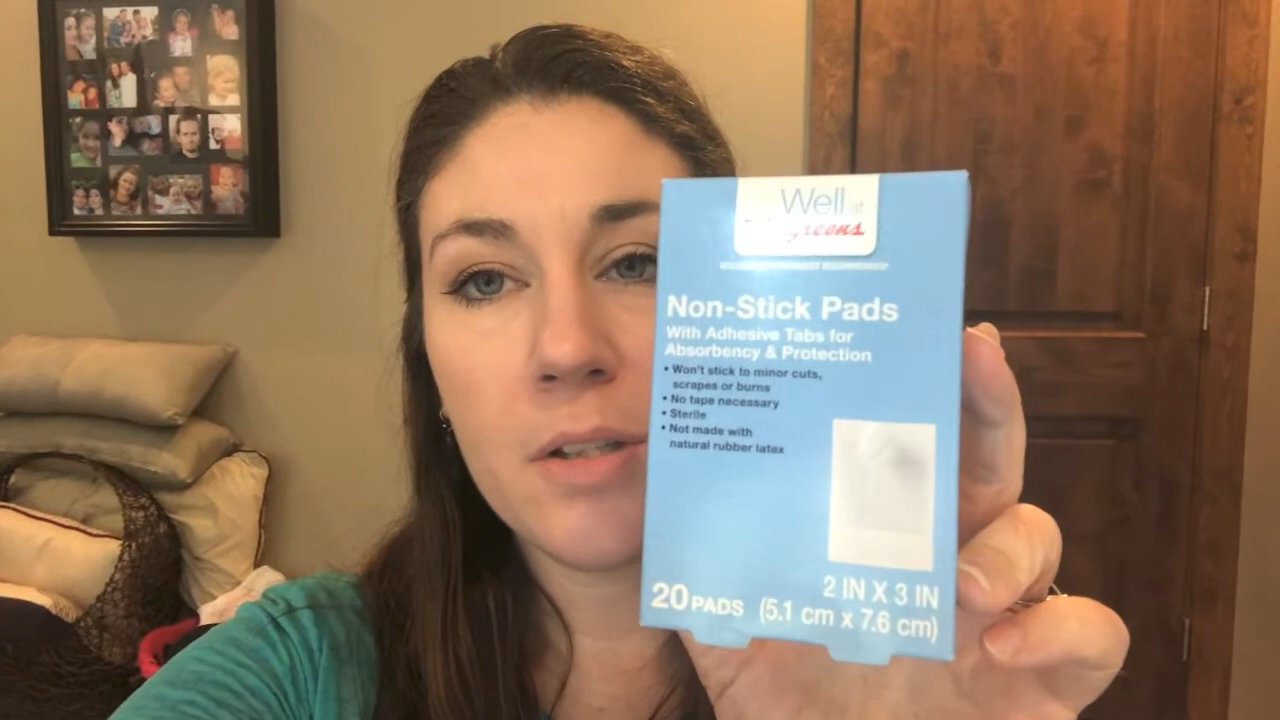 Well at
Walgreens
Non-Stick Pads
With Adhesive Tabs for
Absorbency & Protection
• Won't stick to minor cuts,
scrapes or burns
• No tape necessary
• Sterile
• Not made with
natural rubber latex
2 IN X 3 IN
20 PADS (5.1 cm x 7.6 cm)